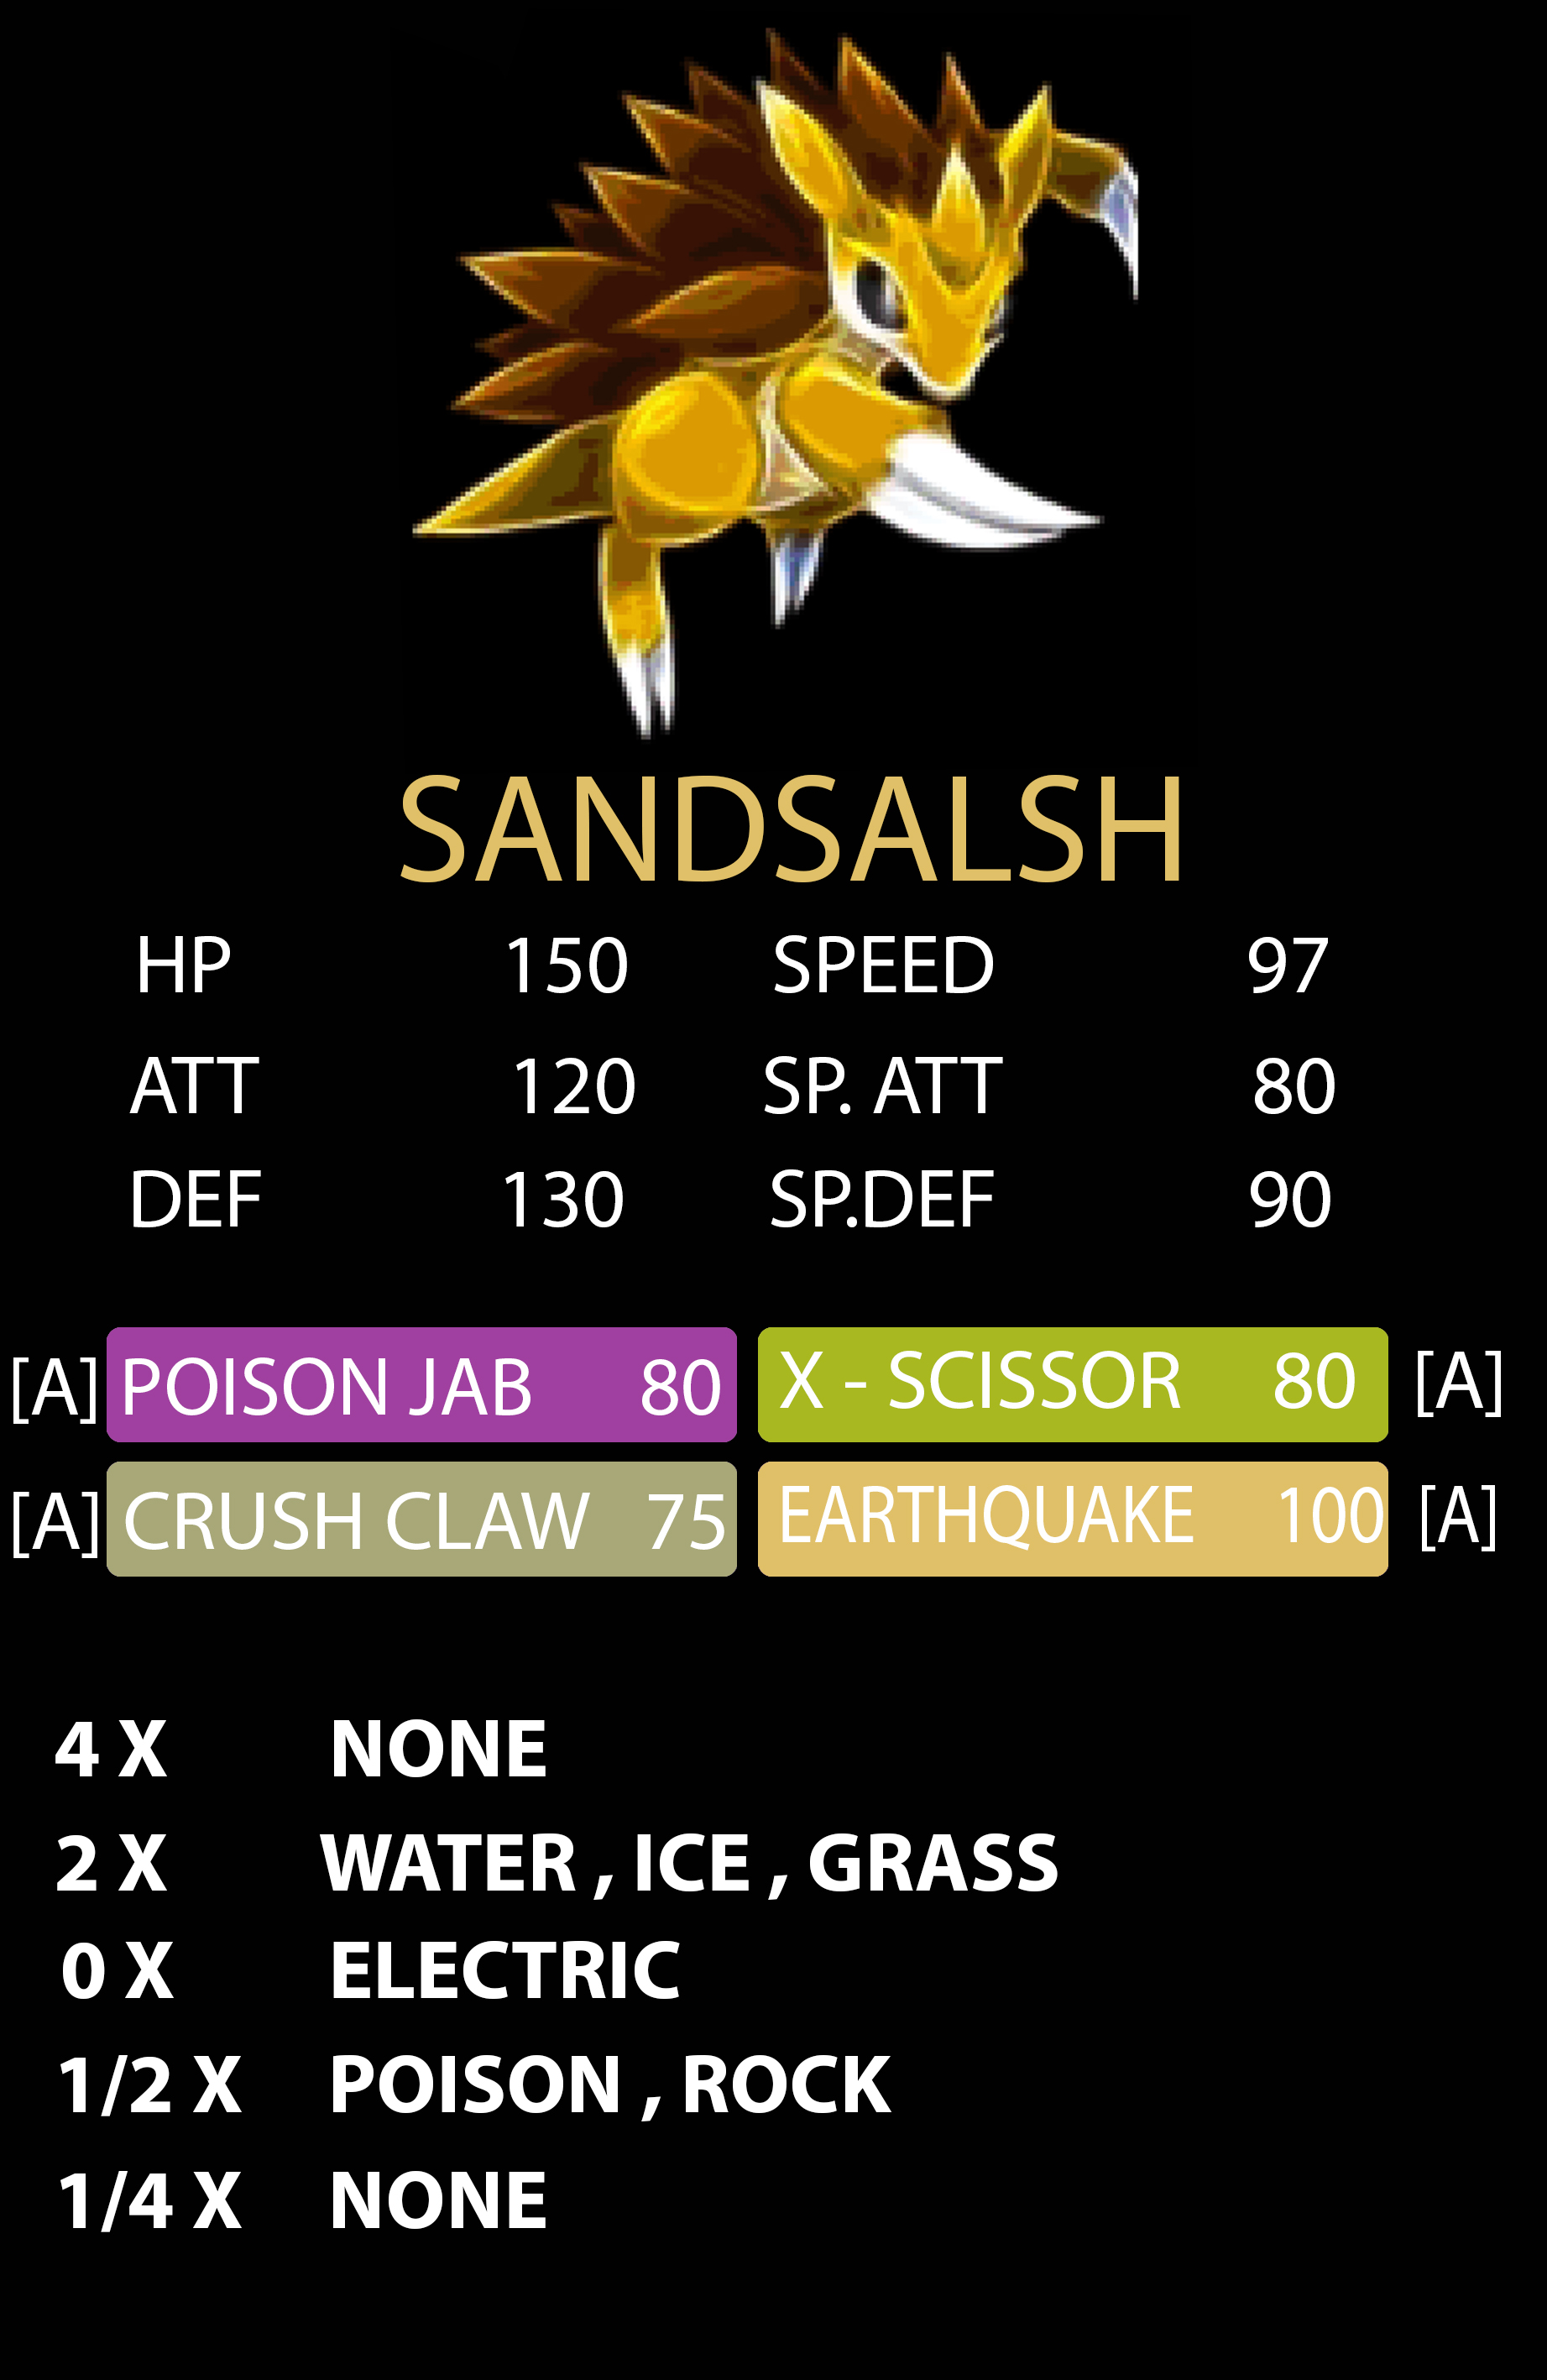 SANDSALSH
HP 150 SPEED 97
ATT 120 SP. ATT 80
DEF 130 SP.DEF 90
[A] POISON JAB 80 X - SCISSOR 80 [A]
[A] CRUSH CLAW 75 EARTHQUAKE 100 [A]
4 X NONE
2 X WATER , ICE , GRASS
0 X ELECTRIC
1/2 X POISON , ROCK
1/4 X NONE